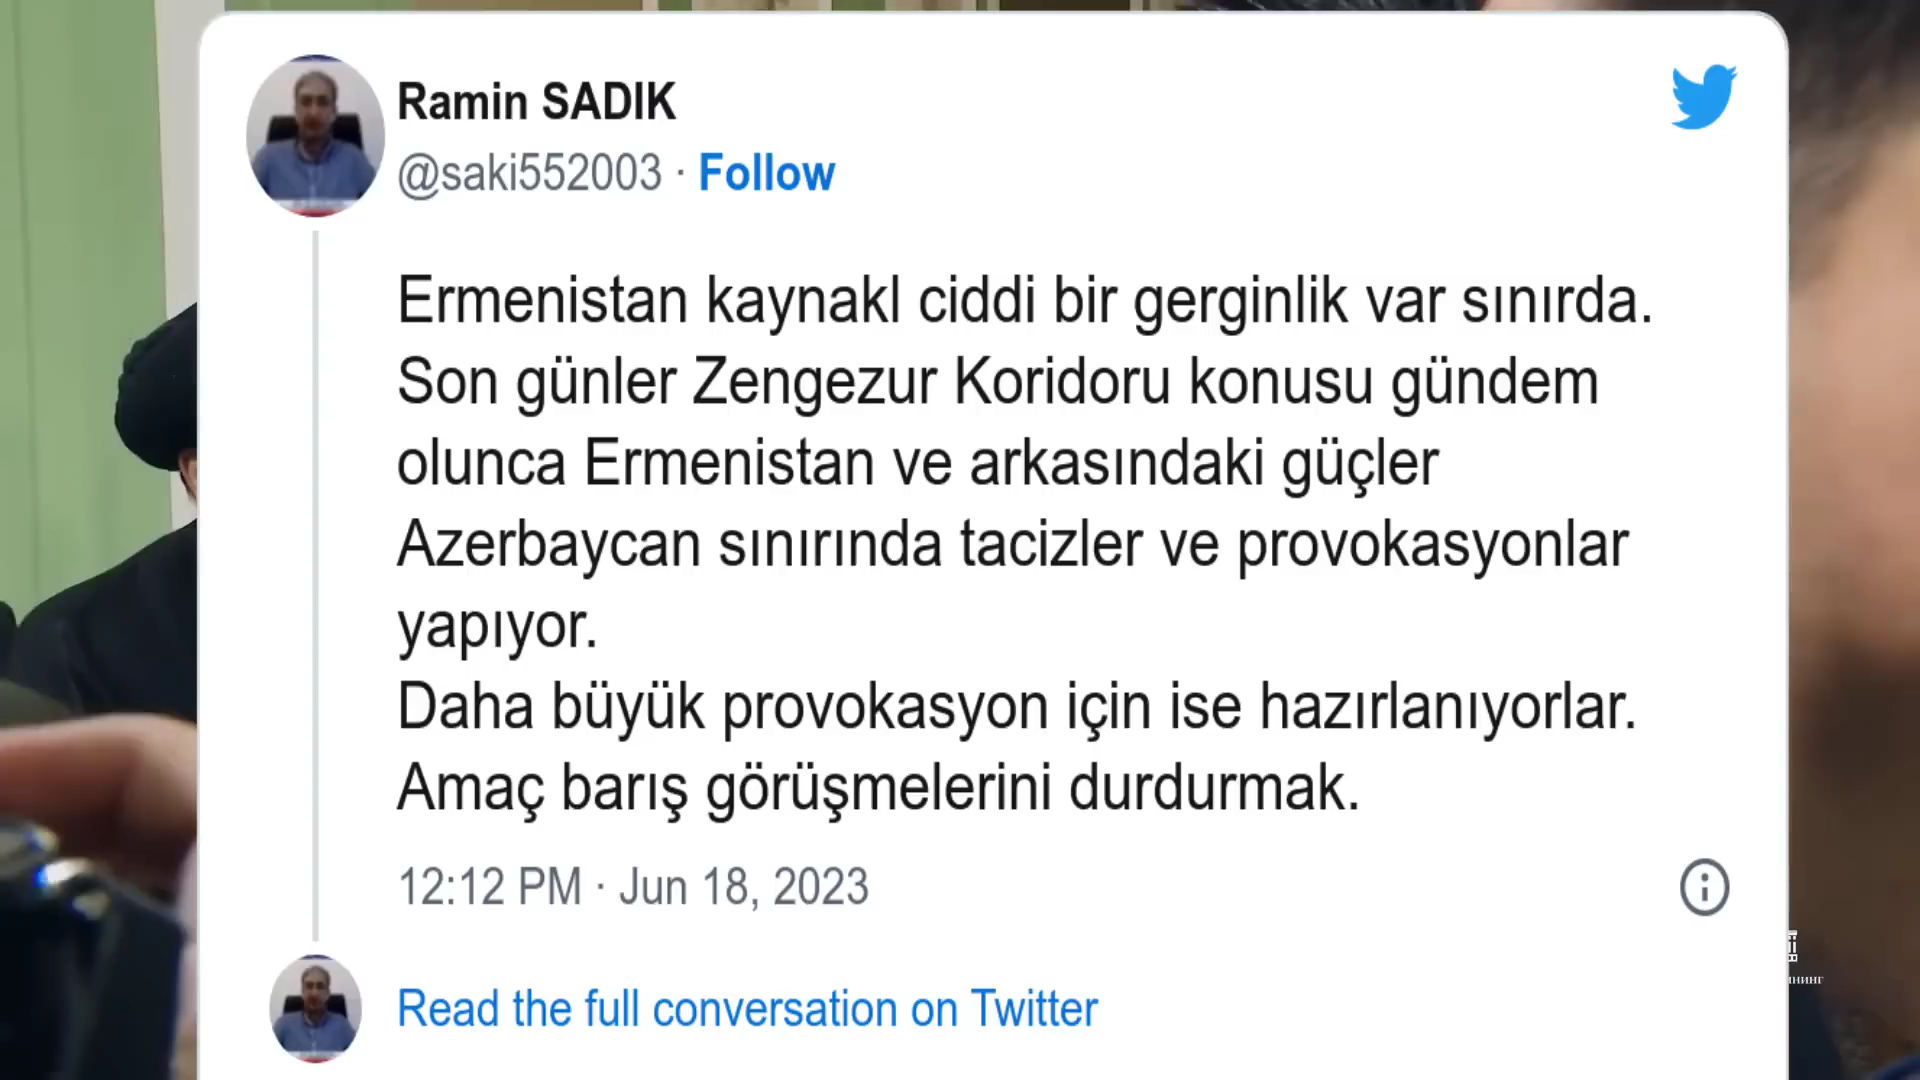 Ramin SADIK
@saki552003 · Follow
Ermenistan kaynakl ciddi bir gerginlik var sınırda.
Son günler Zengezur Koridoru konusu gündem
olunca Ermenistan ve arkasındaki güçler
Azerbaycan sınırında tacizler ve provokasyonlar
yapıyor.
Daha büyük provokasyon için ise hazırlanıyorlar.
Amaç barış görüşmelerini durdurmak.
12:12 PM · Jun 18, 2023
Read the full conversation on Twitter